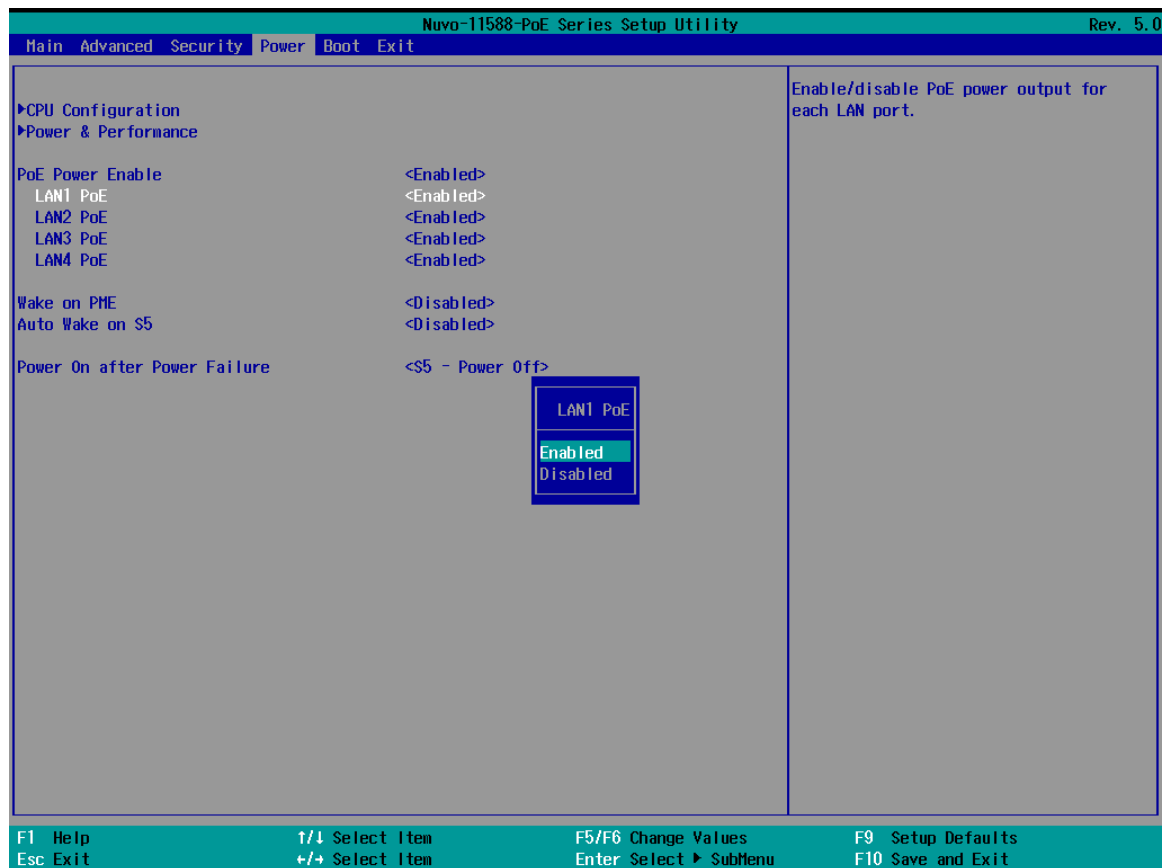 Nuvo-11588-PoE Series Setup Utility Rev. 5.0
Main Advanced Security Power Boot Exit
Enable/disable PoE power output for
each LAN port.
▶CPU Configuration
▶Power & Performance
PoE Power Enable <Enabled>
LAN1 PoE <Enabled>
LAN2 PoE <Enabled>
LAN3 PoE <Enabled>
LAN4 PoE <Enabled>
Wake on PME <Disabled>
Auto Wake on S5 <Disabled>
Power On after Power Failure <S5 - Power Off>
LAN1 PoE
Enabled
Disabled
F1 Help ↑/↓ Select Item F5/F6 Change Values F9 Setup Defaults
Esc Exit ←/→ Select Item Enter Select ▶ SubMenu F10 Save and Exit